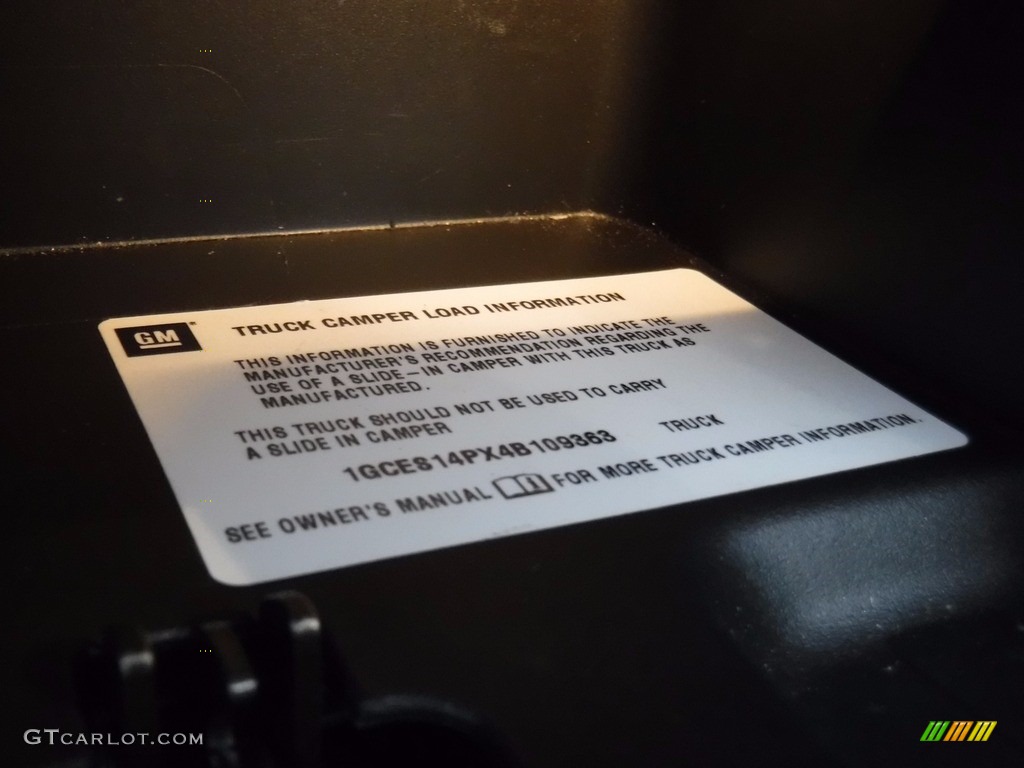 GM
TRUCK CAMPER LOAD INFORMATION
THIS INFORMATION IS FURNISHED TO INDICATE THE
MANUFACTURER'S RECOMMENDATION REGARDING THE
USE OF A SLIDE-IN CAMPER WITH THIS TRUCK AS
MANUFACTURED.
THIS TRUCK SHOULD NOT BE USED TO CARRY
A SLIDE IN CAMPER
1GCES14PX4B109363 TRUCK
SEE OWNER'S MANUAL FOR MORE TRUCK CAMPER INFORMATION.
GTCARLOT.COM